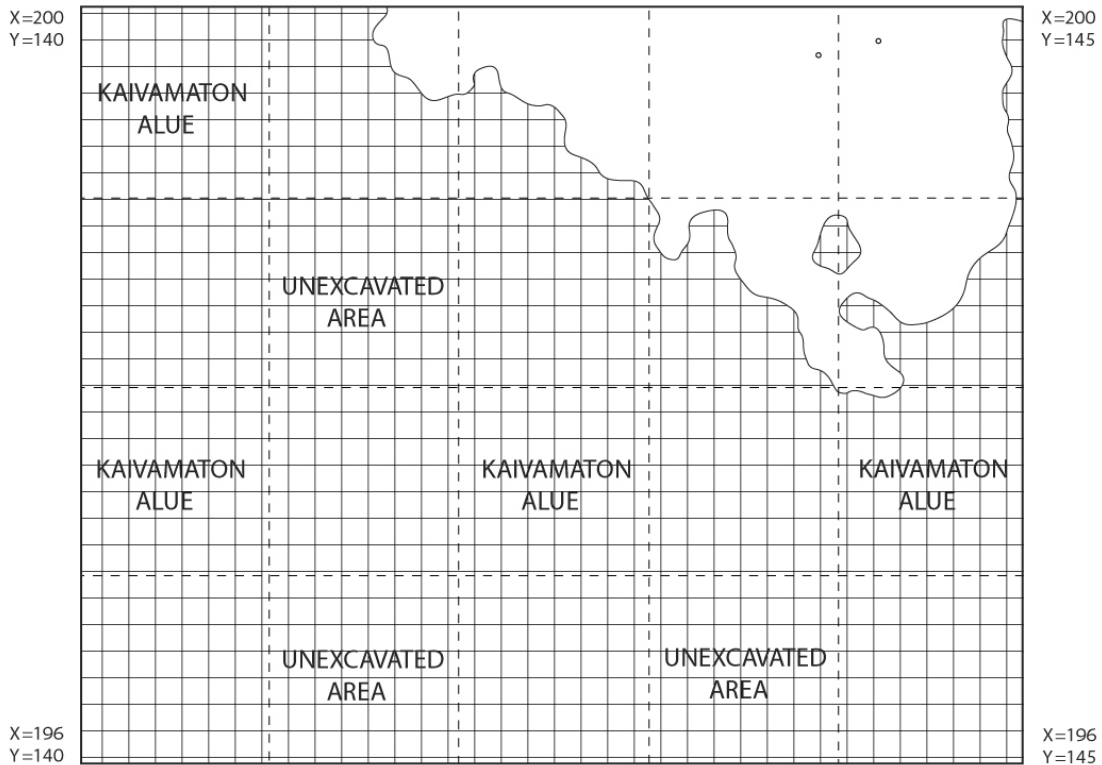 X=200
Y=140
X=200
Y=145
KAIVAMATON
ALUE
UNEXCAVATED
AREA
KAIVAMATON
ALUE
KAIVAMATON
ALUE
KAIVAMATON
ALUE
UNEXCAVATED
AREA
UNEXCAVATED
AREA
X=196
Y=140
X=196
Y=145